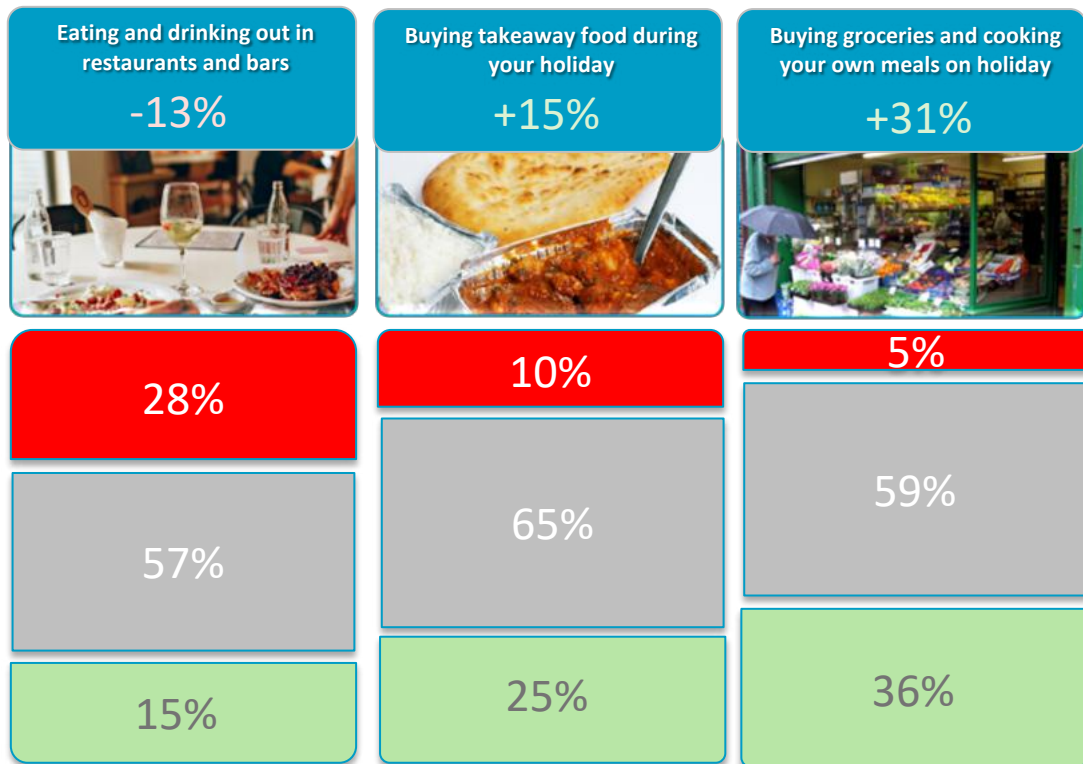 Eating and drinking out in
restaurants and bars
-13%
Buying takeaway food during
your holiday
+15%
Buying groceries and cooking
your own meals on holiday
+31%
28%
57%
15%
10%
65%
25%
5%
59%
36%